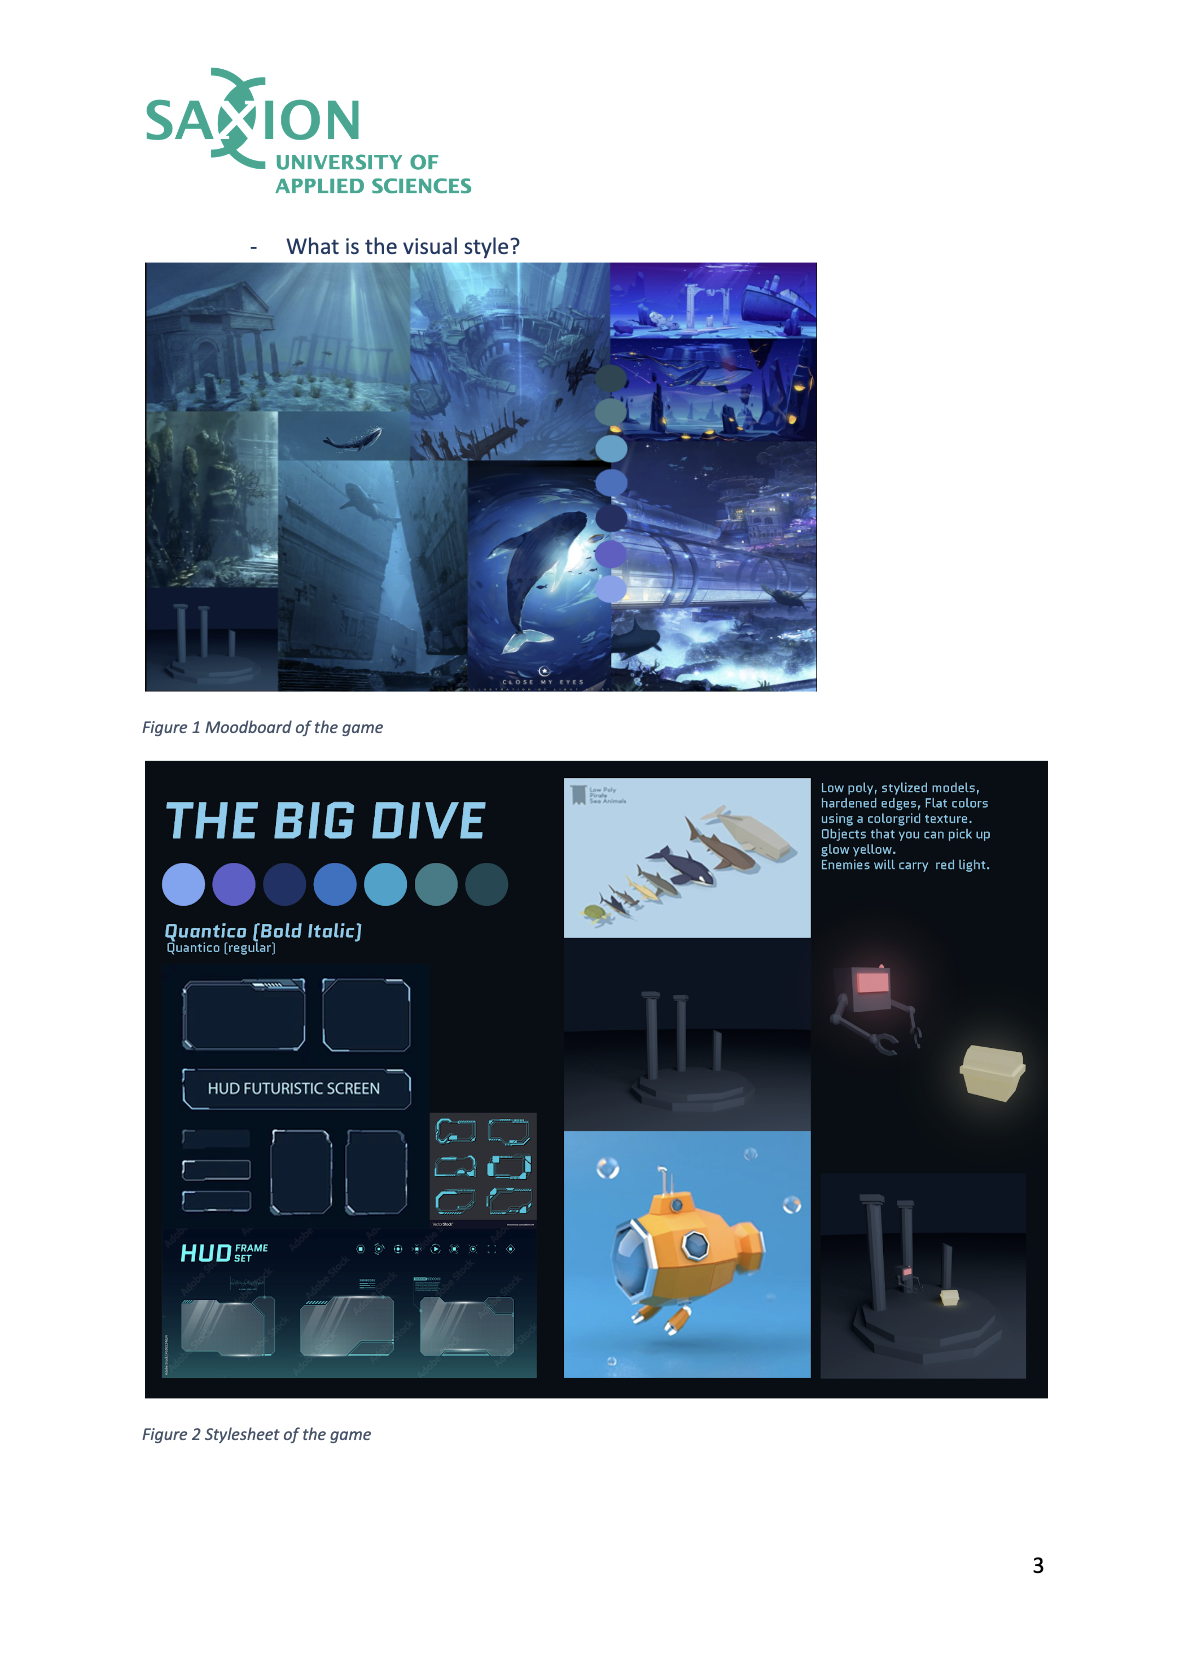 SAXION
UNIVERSITY OF
APPLIED SCIENCES
- What is the visual style?
CLOSE MY EYES
Figure 1 Moodboard of the game
THE BIG DIVE
Quantico (Bold Italic)
Quantico (regular)
HUD FUTURISTIC SCREEN
VectorStock
HUD FRAME
SET
Adobe Stock
Low Poly
Pirate
Sea Animals
Low poly, stylized models,
hardened edges, Flat colors
using a colorgrid texture.
Objects that you can pick up
glow yellow.
Enemies will carry red light.
Figure 2 Stylesheet of the game
3